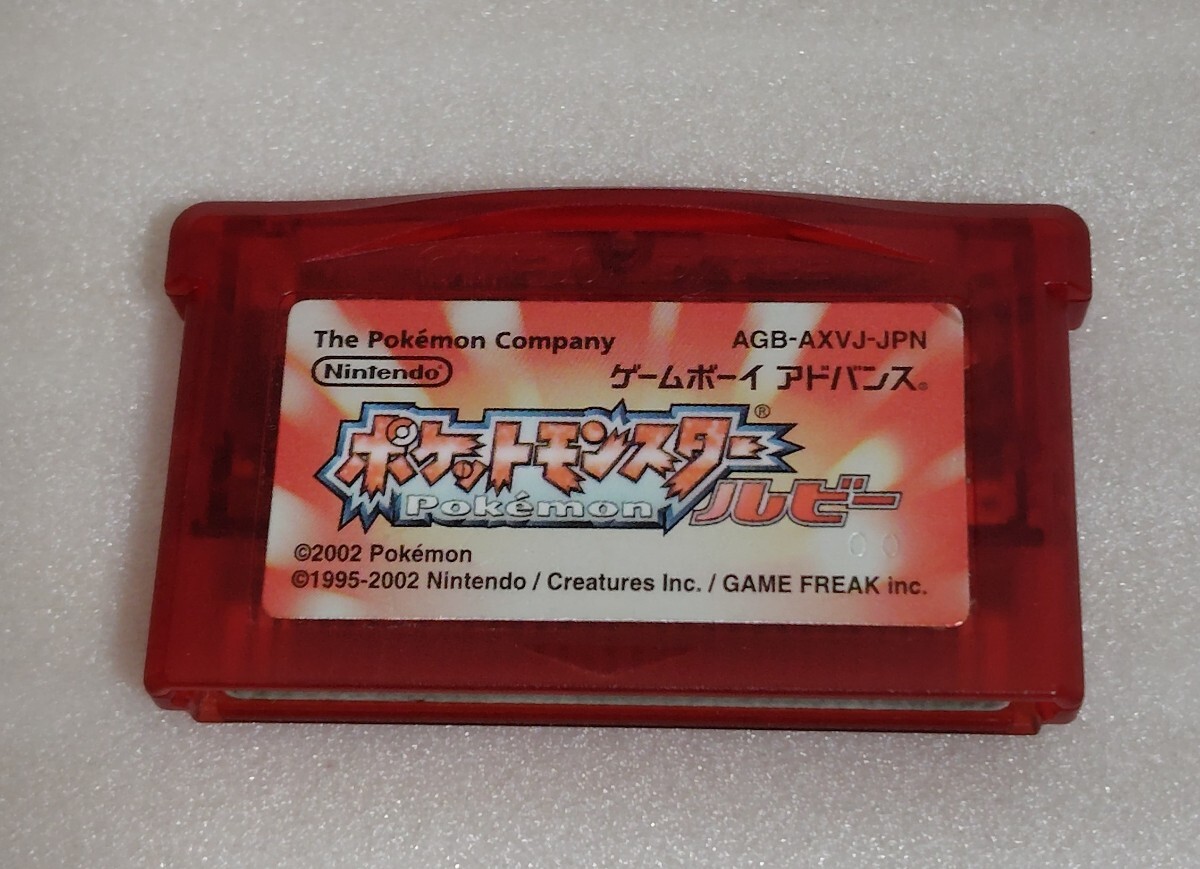 The Pokémon Company
AGB-AXVJ-JPN
Nintendo®
ゲームボーイ アドバンス®
ポケットモンスター®
Pokémon
ルビー
©2002 Pokémon
©1995-2002 Nintendo / Creatures Inc. / GAME FREAK inc.